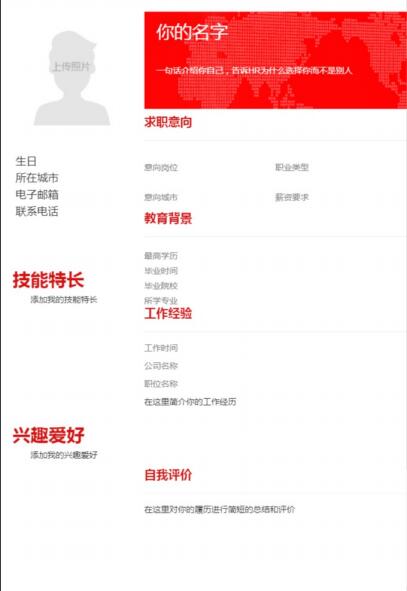 上传照片
生日
所在城市
电子邮箱
联系电话
技能特长
添加我的技能特长
兴趣爱好
添加我的兴趣爱好
你的名字
一句话介绍你自己，告诉HR为什么选择你而不是别人
求职意向
意向岗位 职业类型
意向城市 薪资要求
教育背景
最高学历
毕业时间
毕业院校
所学专业
工作经验
工作时间
公司名称
职位名称
在这里简介你的工作经历
自我评价
在这里对你的履历进行简短的总结和评价